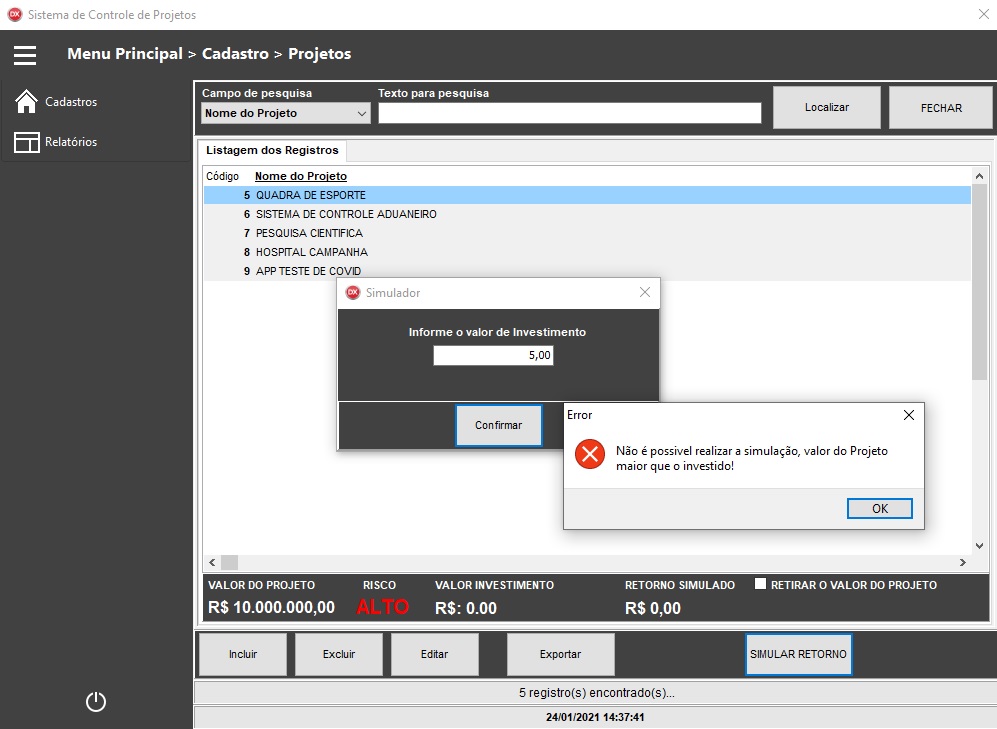 DX Sistema de Controle de Projetos
Menu Principal > Cadastro > Projetos
Cadastros
Relatórios
Campo de pesquisa
Texto para pesquisa
Nome do Projeto
Localizar
FECHAR
Listagem dos Registros
Código Nome do Projeto
5 QUADRA DE ESPORTE
6 SISTEMA DE CONTROLE ADUANEIRO
7 PESQUISA CIENTIFICA
8 HOSPITAL CAMPANHA
9 APP TESTE DE COVID
DX Simulador
Informe o valor de Investimento
5,00
Confirmar
Error
Não é possivel realizar a simulação, valor do Projeto
maior que o investido!
OK
VALOR DO PROJETO RISCO VALOR INVESTIMENTO RETORNO SIMULADO RETIRAR O VALOR DO PROJETO
R$ 10.000.000,00 ALTO R$: 0.00 R$ 0,00
Incluir Excluir Editar Exportar SIMULAR RETORNO
5 registro(s) encontrado(s)...
24/01/2021 14:37:41